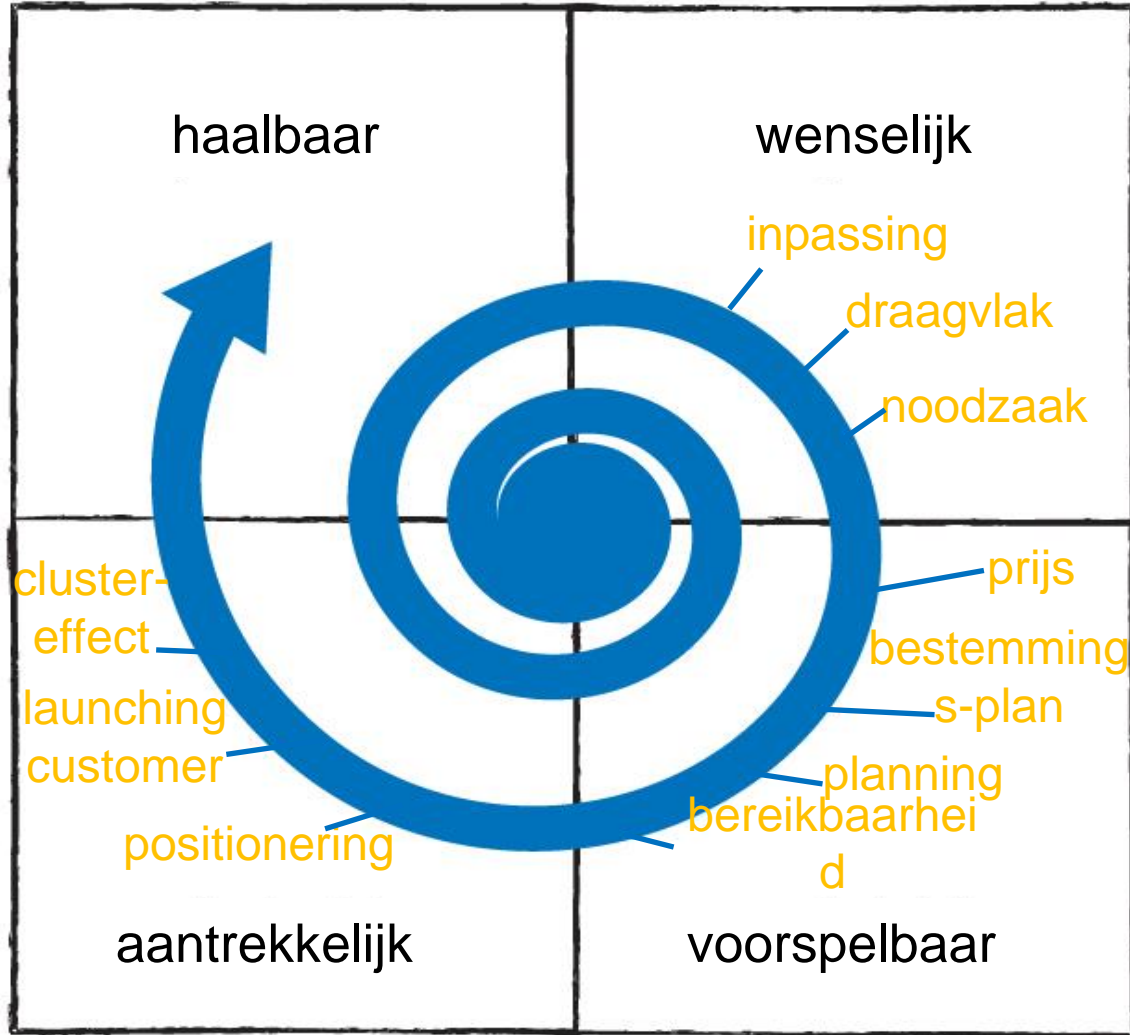 haalbaar
wenselijk
inpassing
draagvlak
noodzaak
prijs
bestemming
s-plan
planning
bereikbaarhei
d
voorspelbaar
cluster-
effect
launching
customer
positionering
aantrekkelijk